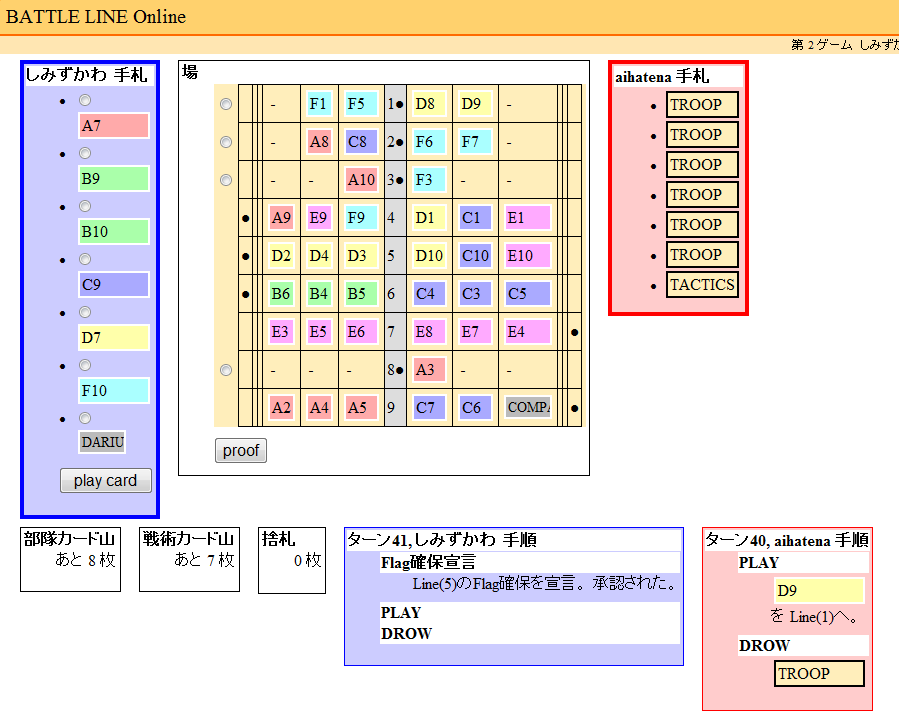 BATTLE LINE Online
第 2 ゲーム しみずか
しみずかわ 手札
A7
B9
B10
C9
D7
F10
DARIU
play card
場
- F1 F5 1● D8 D9 -
- A8 C8 2● F6 F7 -
- - A10 3● F3 - -
● A9 E9 F9 4 D1 C1 E1
● D2 D4 D3 5 D10 C10 E10
● B6 B4 B5 6 C4 C3 C5
E3 E5 E6 7 E8 E7 E4 ●
- - - 8● A3 - -
A2 A4 A5 9 C7 C6 COMPA ●
proof
aihatena 手札
TROOP
TROOP
TROOP
TROOP
TROOP
TROOP
TACTICS
部隊カード山
あと 8 枚
戦術カード山
あと 7 枚
捨札
0 枚
ターン41,しみずかわ 手順
Flag確保宣言
Line(5)のFlag確保を宣言。承認された。
PLAY
DROW
ターン40, aihatena 手順
PLAY
D9
を Line(1)へ。
DROW
TROOP